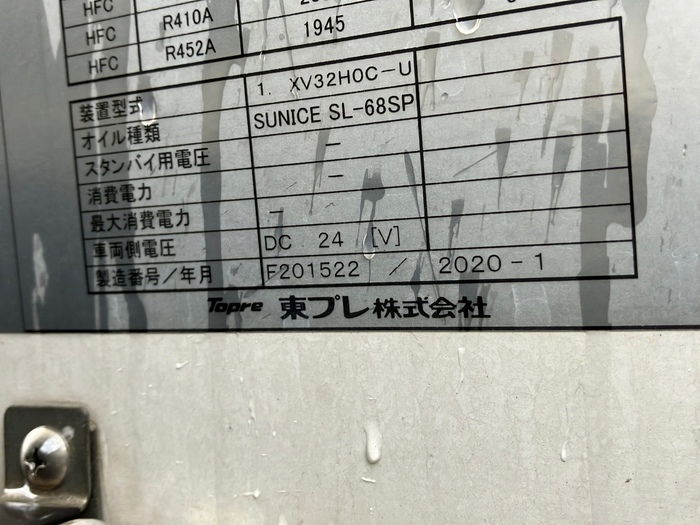 HFC
HFC R410A
HFC R452A 1945
装置型式 1. XV32HOC-U
オイル種類 SUNICE SL-68SP
スタンバイ用電圧 -
消費電力 -
最大消費電力 -
車両側電圧 DC 24 [V]
製造番号/年月 F201522 / 2020-1
Topre 東プレ株式会社